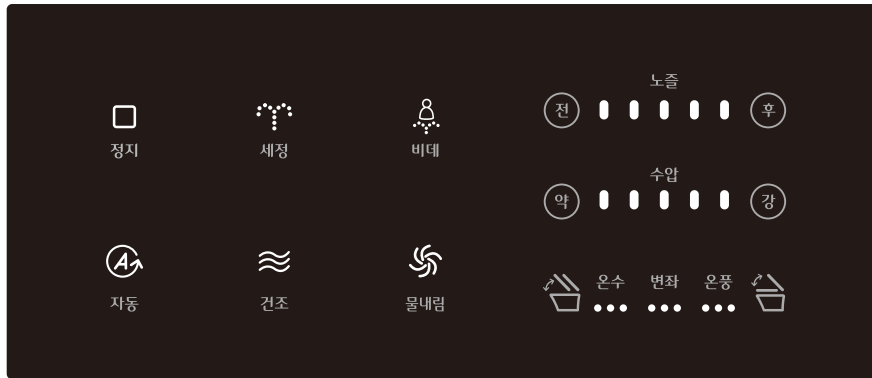 정지
세정
비데
자동
건조
물내림
노즐
전
후
수압
약
강
온수
변좌
온풍